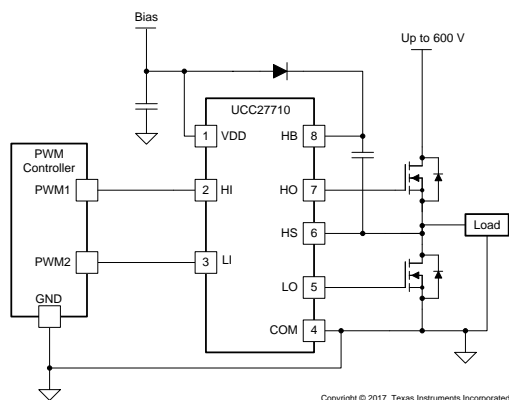 Bias
Up to 600 V
UCC27710
1 VDD
HB 8
PWM
Controller
PWM1
2 HI
HO 7
HS 6
Load
PWM2
3 LI
LO 5
GND
COM 4
Copyright © 2017, Texas Instruments Incorporated